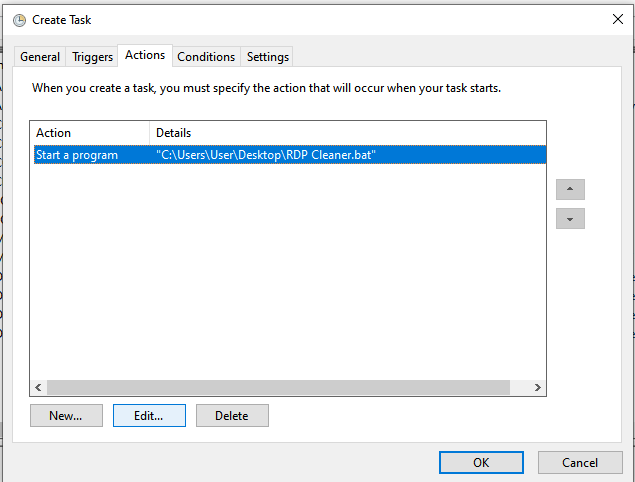 Create Task
General Triggers Actions Conditions Settings
When you create a task, you must specify the action that will occur when your task starts.
Action Details
Start a program "C:\Users\User\Desktop\RDP Cleaner.bat"
New... Edit... Delete
OK Cancel